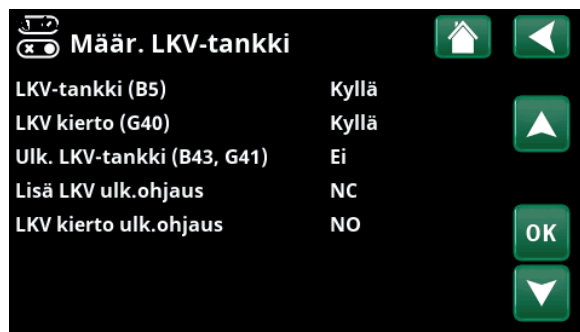 Määr. LKV-tankki
LKV-tankki (B5) Kyllä
LKV kierto (G40) Kyllä
Ulk. LKV-tankki (B43, G41) Ei
Lisä LKV ulk.ohjaus NC
LKV kierto ulk.ohjaus NO
OK